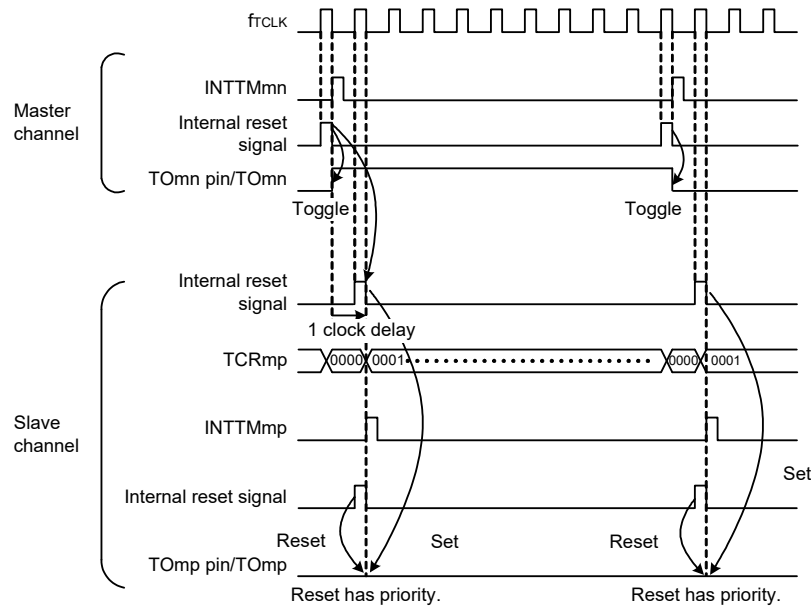 fTCLK
INTTMmn
Master
channel
Internal reset
signal
TOmn pin/TOmn
Toggle
Toggle
Internal reset
signal
1 clock delay
TCRmp
0000
0001
0000
0001
Slave
channel
INTTMmp
Set
Internal reset signal
Reset
Set
Reset
TOmp pin/TOmp
Reset has priority.
Reset has priority.